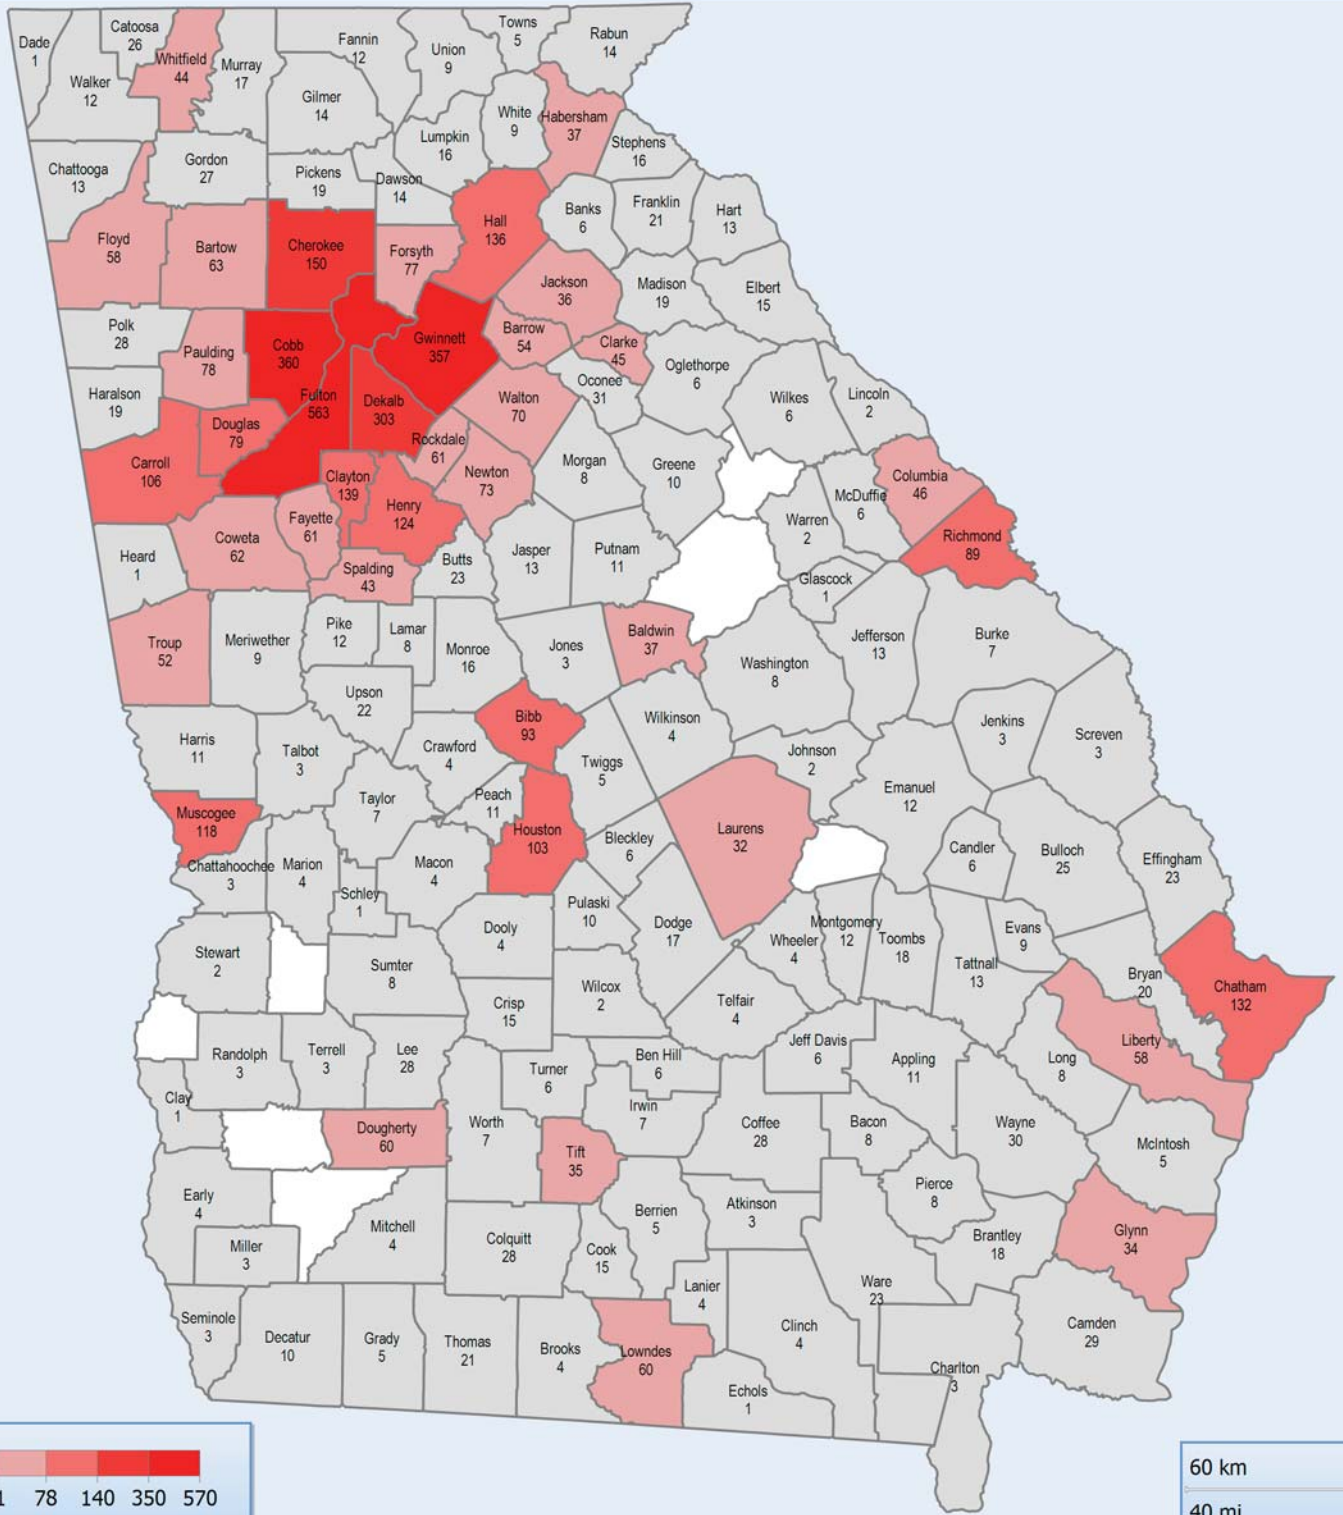 Dade
1
Catoosa
26
Whitfield
44
Murray
17
Walker
12
Fannin
12
Union
9
Towns
5
Rabun
14
Gilmer
14
White
9
Habersham
37
Lumpkin
16
Stephens
16
Chattooga
13
Gordon
27
Pickens
19
Dawson
14
Hall
136
Banks
6
Franklin
21
Hart
13
Floyd
58
Bartow
63
Cherokee
150
Forsyth
77
Jackson
36
Madison
19
Elbert
15
Polk
28
Paulding
78
Cobb
360
Gwinnett
357
Barrow
54
Clarke
45
Oglethorpe
6
Oconee
31
Haralson
19
Fulton
563
Dekalb
303
Walton
70
Wilkes
6
Lincoln
2
Douglas
79
Rockdale
61
Carroll
106
Clayton
139
Newton
73
Morgan
8
Greene
10
Columbia
46
McDuffie
6
Henry
124
Fayette
61
Warren
2
Richmond
89
Coweta
62
Heard
1
Spalding
43
Butts
23
Jasper
13
Putnam
11
Glascock
1
Troup
52
Meriwether
9
Pike
12
Lamar
8
Monroe
16
Jones
3
Baldwin
37
Washington
8
Jefferson
13
Burke
7
Upson
22
Bibb
93
Wilkinson
4
Jenkins
3
Screven
3
Harris
11
Talbot
3
Crawford
4
Twiggs
5
Johnson
2
Emanuel
12
Taylor
7
Peach
11
Muscogee
118
Houston
103
Laurens
32
Bleckley
6
Candler
6
Bulloch
25
Effingham
23
Chattahoochee
3
Marion
4
Macon
4
Schley
1
Pulaski
10
Dodge
17
Dooly
4
Montgomery
12
Wheeler
4
Toombs
18
Evans
9
Stewart
2
Sumter
8
Tattnall
13
Bryan
20
Chatham
132
Wilcox
2
Crisp
15
Telfair
4
Randolph
3
Terrell
3
Lee
28
Jeff Davis
6
Liberty
58
Long
8
Appling
11
Ben Hill
6
Turner
6
Clay
1
Irwin
7
Dougherty
60
Worth
7
Coffee
28
Bacon
8
Wayne
30
McIntosh
5
Tift
35
Early
4
Pierce
8
Mitchell
4
Berrien
5
Atkinson
3
Miller
3
Colquitt
28
Cook
15
Brantley
18
Glynn
34
Lanier
4
Ware
23
Seminole
3
Decatur
10
Grady
5
Thomas
21
Brooks
4
Lowndes
60
Clinch
4
Camden
29
Charlton
3
Echols
1
78 140 350 570
60 km
40 mi